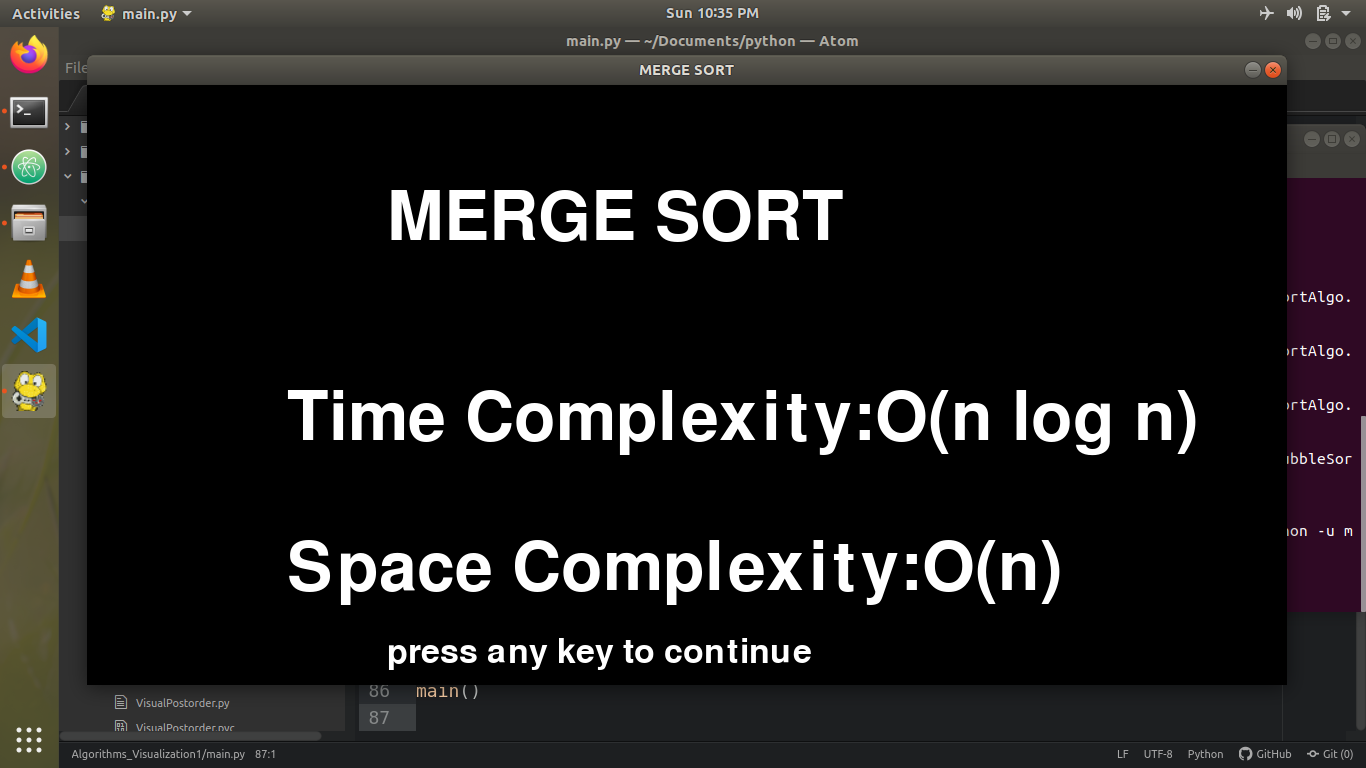 Activities main.py Sun 10:35 PM
main.py — ~/Documents/python — Atom
File
MERGE SORT
MERGE SORT
ortAlgo.
ortAlgo.
Time Complexity:O(n log n)
ortAlgo.
ubbleSor
Space Complexity:O(n)
hon -u m
press any key to continue
86 main()
VisualPostorder.py
87
VisualPostorder.pyc
Algorithms_Visualization1/main.py 87:1 LF UTF-8 Python GitHub Git (0)